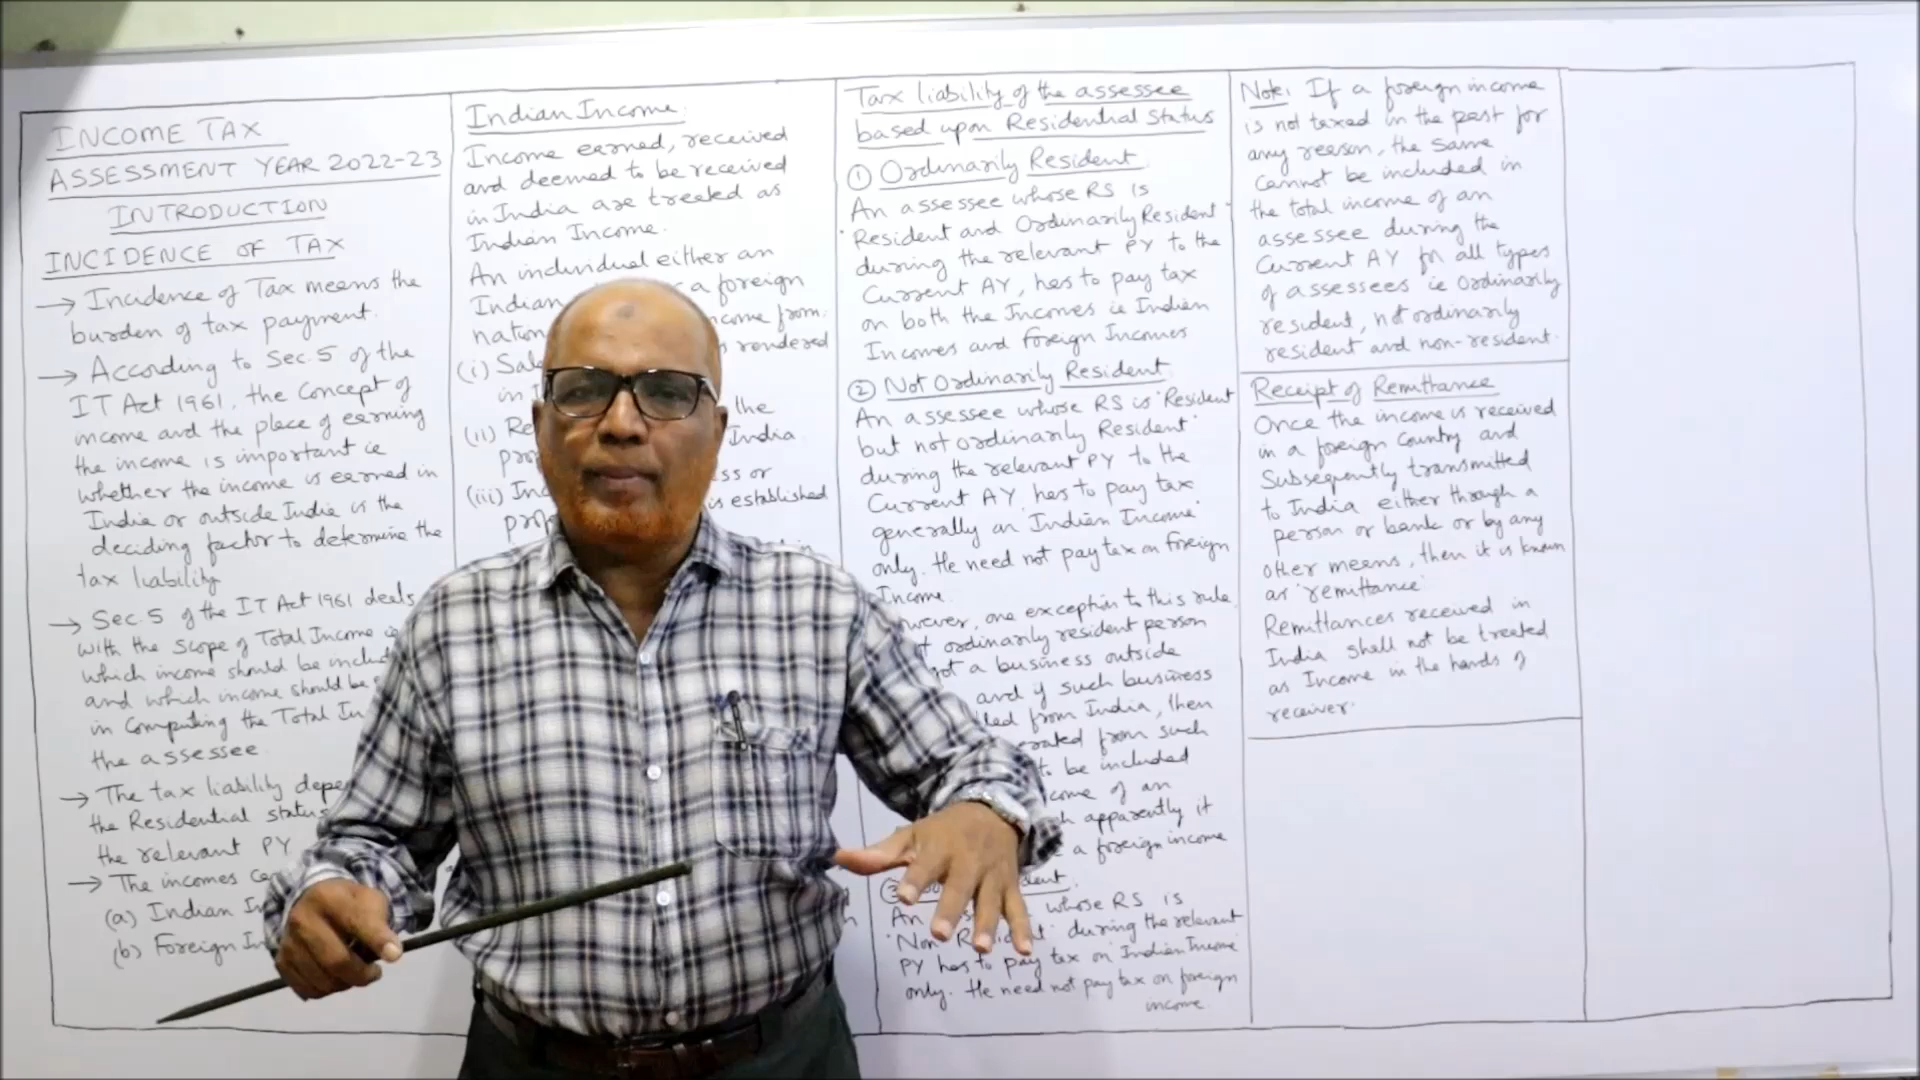 INCOME TAX
ASSESSMENT YEAR 2022-23
INTRODUCTION
INCIDENCE OF TAX
→ Incidence of Tax means the
burden of tax payment.
→ According to Sec. 5 of the
IT Act 1961, the concept of
income and the place of earning
the income is important ie
whether the income is earned in
India or outside India is the
deciding factor to determine the
tax liability
→ Sec. 5 of the IT Act 1961 deals
with the scope of Total Income
which income should be
and which income should be
in computing the Total
the assessee
→ The tax liability
the Residential status
the relevant PY
→ The incomes
(a) Indian
(b) Foreign
Indian Income
Income earned, received
and deemed to be received
in India are treated as
Indian Income.
An individual either an
Indian a foreign
from
(i) rendered
in
(ii) the
India
(iii) or
is established
Tax liability of the assessee
based upon Residential Status
① Ordinarily Resident
An assessee whose RS is
Resident and Ordinarily Resident
during the relevant PY to the
Current AY, has to pay tax
on both the Incomes ie Indian
Incomes and foreign Incomes
② Not Ordinarily Resident
An assessee whose RS is 'Resident
but not ordinarily Resident'
during the relevant PY to the
Current AY, has to pay tax
generally on 'Indian Income'
only. He need not pay tax on foreign
Income.
one exception to this rule
ordinarily resident person
a business outside
and if such business
from India, then
from such
to be included
of an
apparently it
a foreign income
③
An whose RS is
'Non Resident' during the relevant
PY has to pay tax on 'Indian Income'
only. He need not pay tax on foreign
income.
Note: If a foreign income
is not taxed in the past for
any reason, the same
cannot be included in
the total income of an
assessee during the
Current AY for all types
of assessees ie Ordinarily
resident, not ordinarily
resident and non-resident.
Receipt of Remittance
Once the income is received
in a foreign country and
Subsequently transmitted
to India either through a
person or bank or by any
other means, then it is known
as 'remittance'.
Remittances received in
India shall not be treated
as Income in the hands of
receiver.